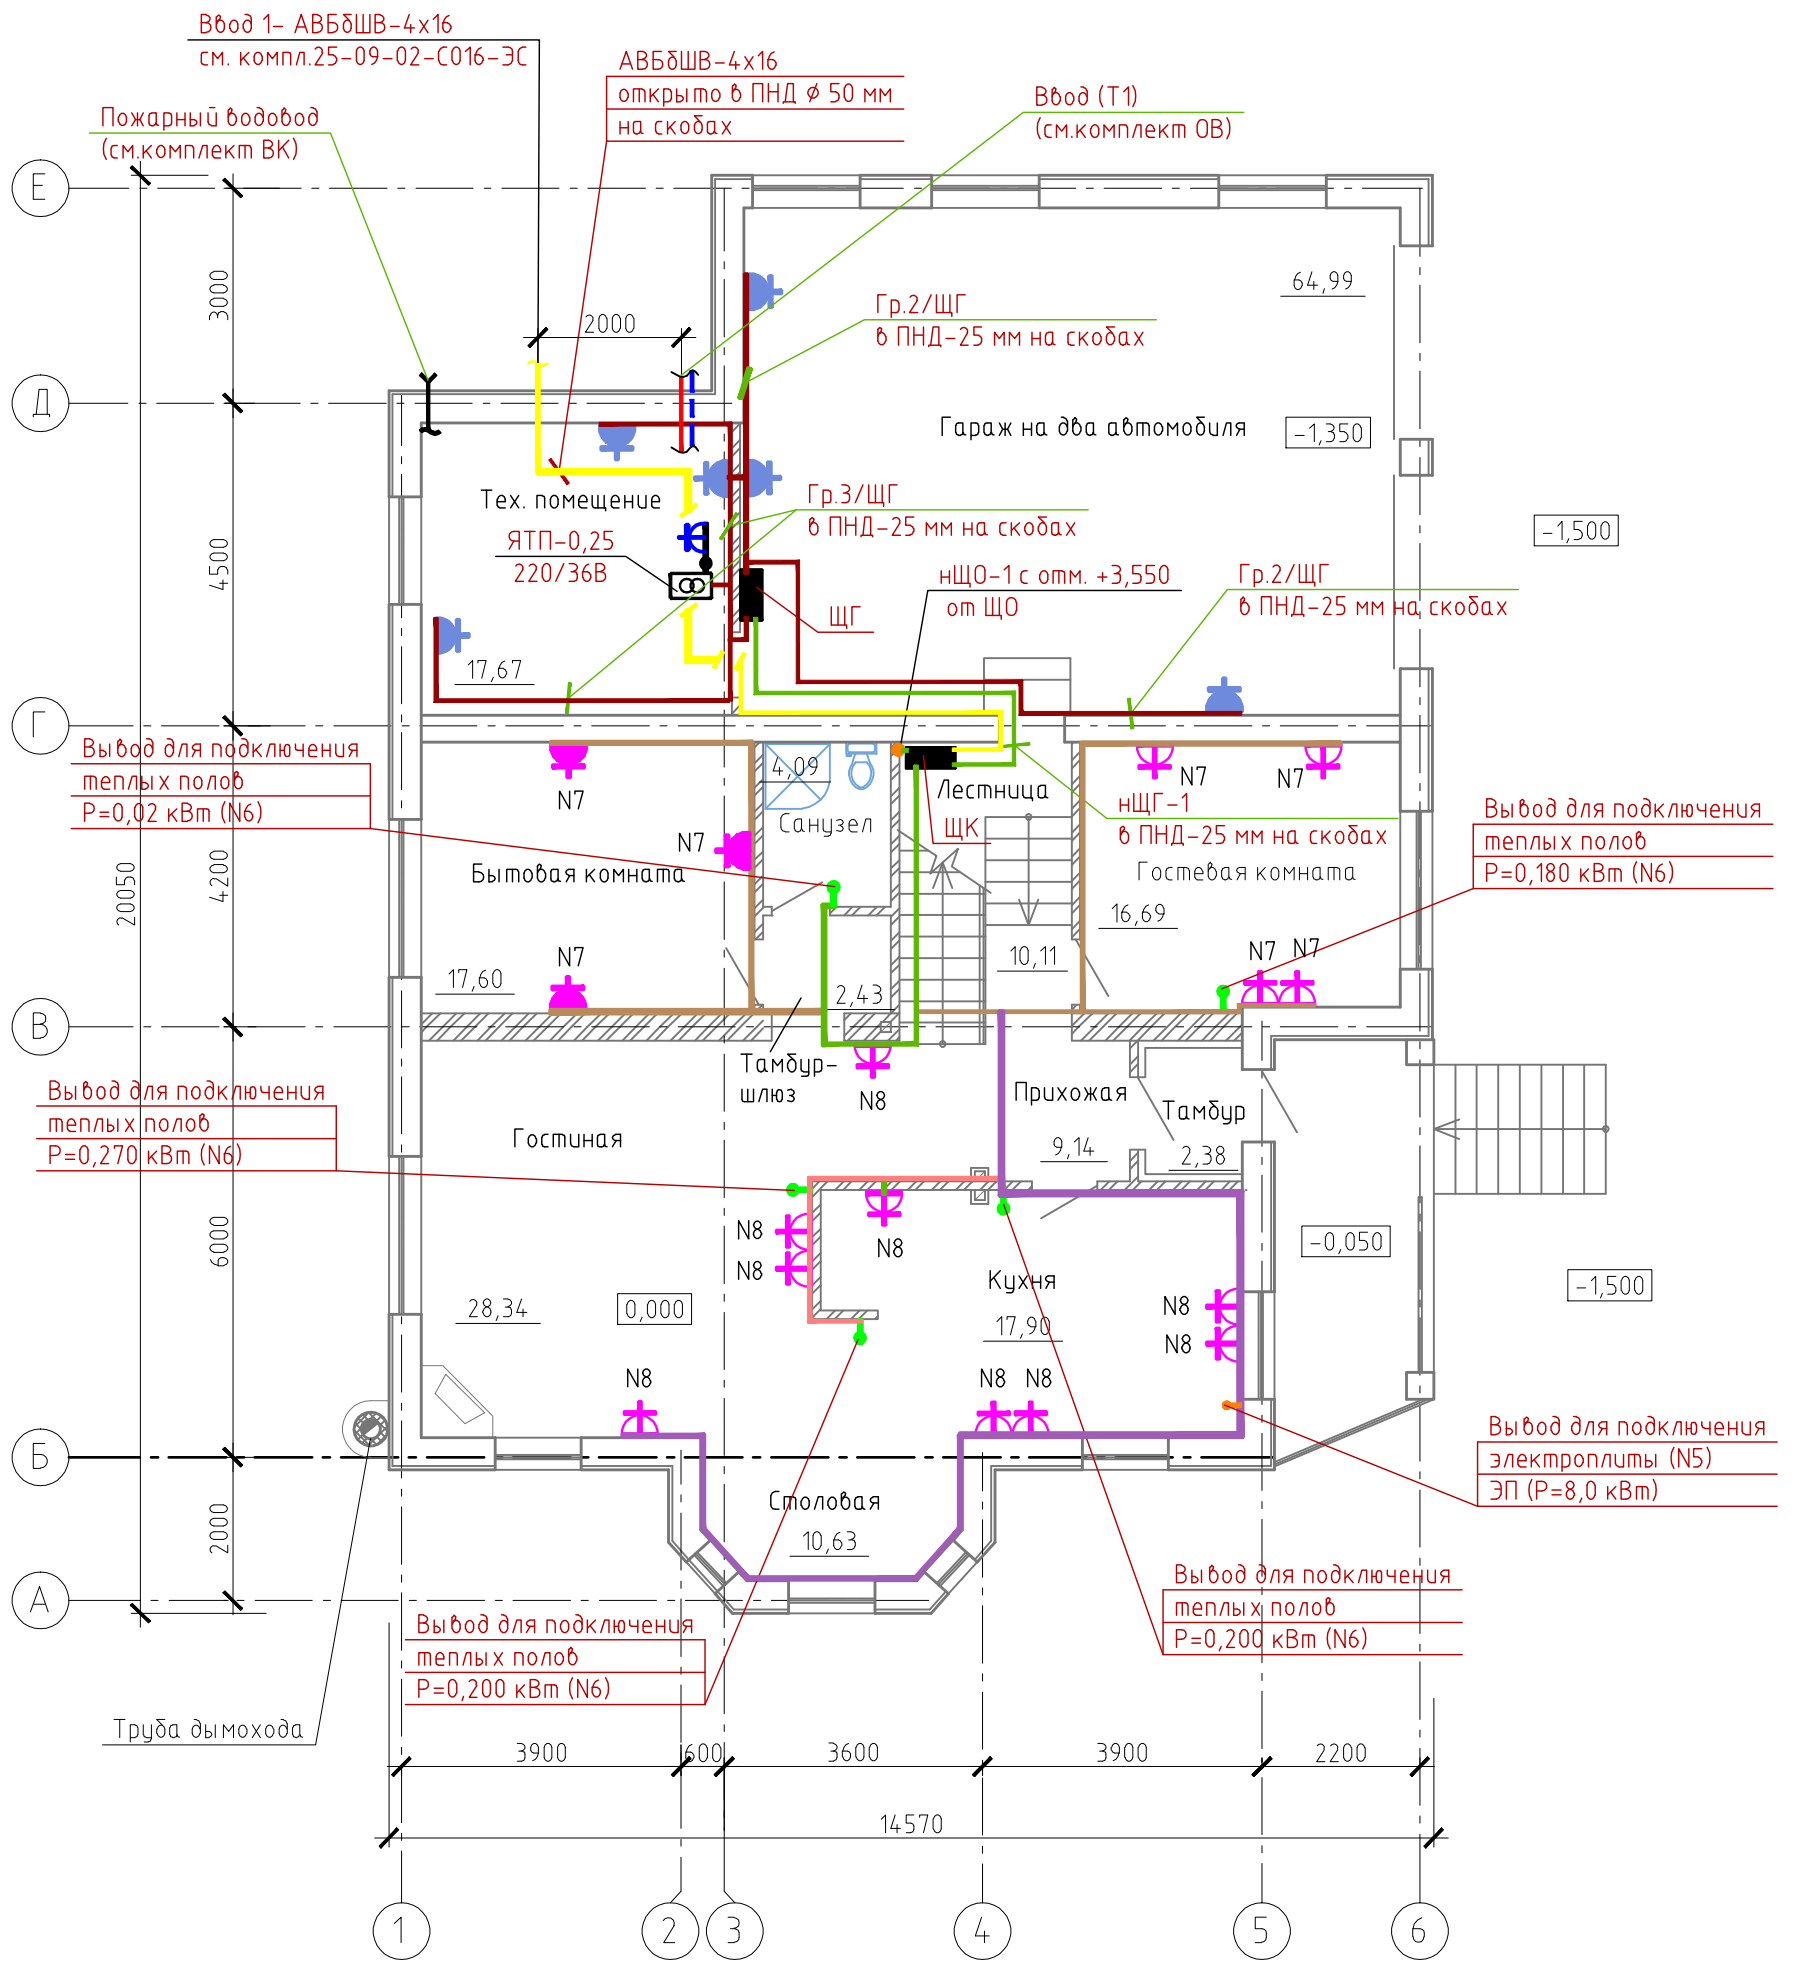 Ввод 1- АВБбШВ-4х16
см. компл.25-09-02-С016-ЭС
АВБбШВ-4х16
открыто в ПНД ϕ 50 мм
на скобах
Ввод (Т1)
(см.комплект ОВ)
Пожарный водовод
(см.комплект ВК)
Е
3000
2000
64,99
Гр.2/ЩГ
в ПНД-25 мм на скобах
Д
Гараж на два автомобиля
-1,350
Тех. помещение
Гр.3/ЩГ
в ПНД-25 мм на скобах
-1,500
ЯТП-0,25
220/36В
4500
нЩО-1 с отм. +3,550
от ЩО
Гр.2/ЩГ
в ПНД-25 мм на скобах
ЩГ
17,67
Г
Вывод для подключения
теплых полов
Р=0,02 кВт (N6)
N7
4,09
Санузел
Лестница
ЩК
N7
N7
нЩГ-1
в ПНД-25 мм на скобах
Вывод для подключения
теплых полов
Р=0,180 кВт (N6)
N7
Бытовая комната
Гостевая комната
20050
4200
16,69
N7
17,60
2,43
10,11
N7
N7
В
Тамбур-
шлюз
N8
Прихожая
Тамбур
Вывод для подключения
теплых полов
Р=0,270 кВт (N6)
Гостиная
9,14
2,38
6000
N8
N8
N8
-0,050
Кухня
-1,500
28,34
0,000
17,90
N8
N8
N8
N8
N8
Вывод для подключения
электроплиты (N5)
ЭП (Р=8,0 кВт)
Б
Столовая
10,63
2000
А
Вывод для подключения
теплых полов
Р=0,200 кВт (N6)
Вывод для подключения
теплых полов
Р=0,200 кВт (N6)
Труба дымохода
3900
600
3600
3900
2200
14570
1
2
3
4
5
6